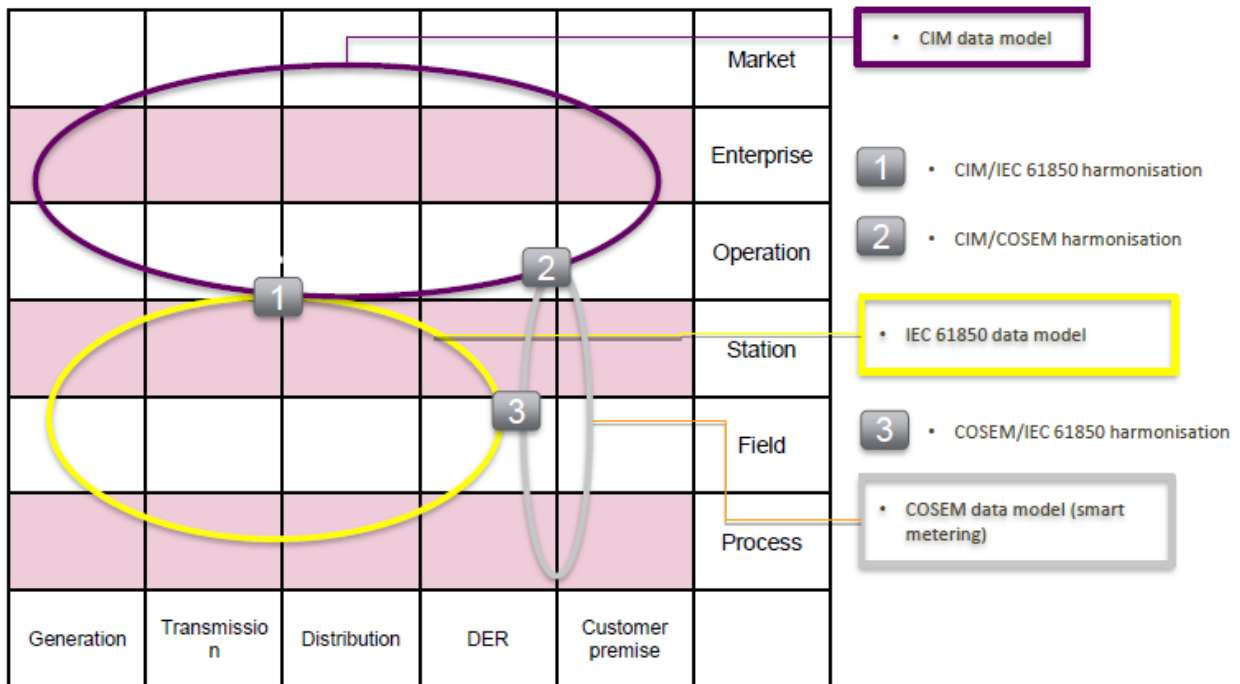 • CIM data model
Market
Enterprise
1 • CIM/IEC 61850 harmonisation
2 • CIM/COSEM harmonisation
Operation
2
1
• IEC 61850 data model
Station
3
3 • COSEM/IEC 61850 harmonisation
Field
• COSEM data model (smart
metering)
Process
Generation
Transmissio
n
Distribution
DER
Customer
premise